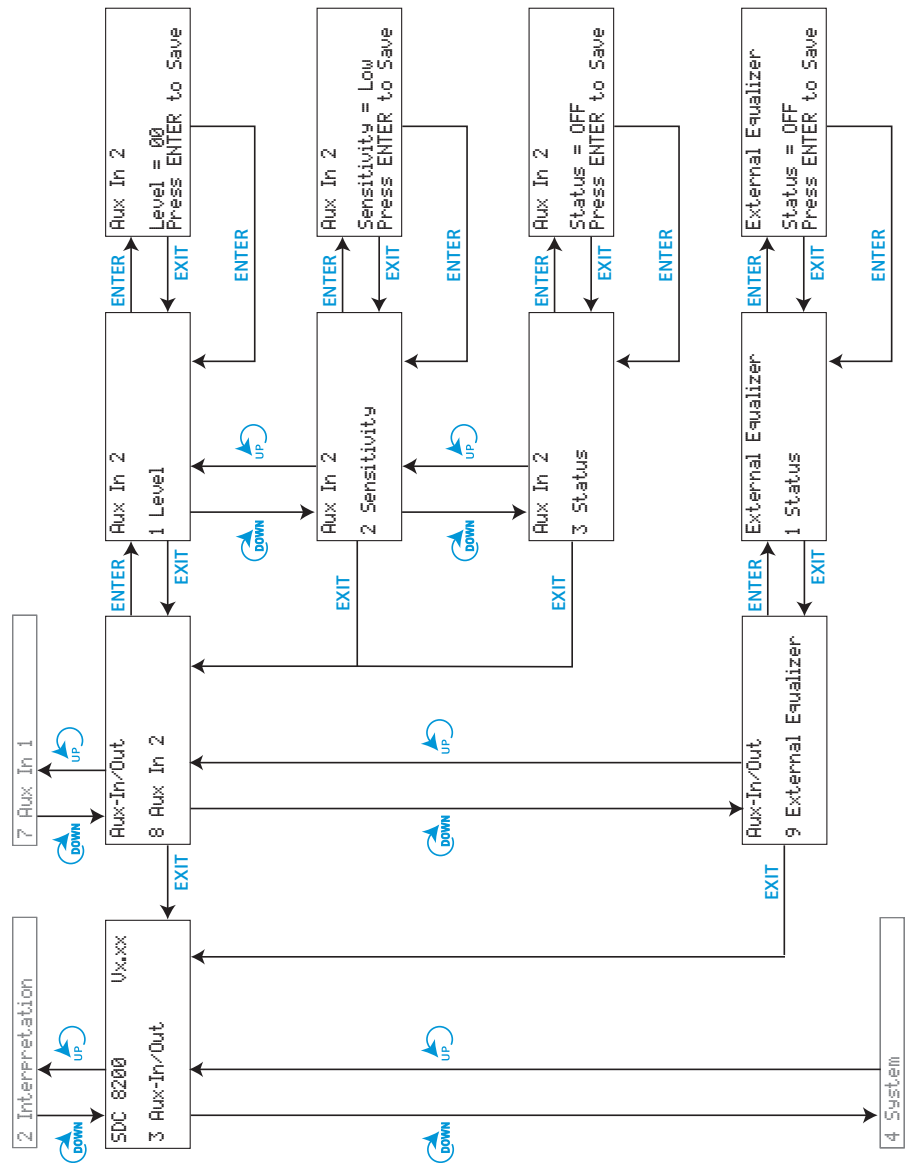 2 Interpretation
7 Aux In 1
DOWN
UP
DOWN
UP
SDC 8200 Vx.xx
3 Aux-In/Out
EXIT
Aux-In/Out
8 Aux In 2
ENTER
EXIT
Aux In 2
1 Level
ENTER
EXIT
Aux In 2
Level = 00
Press ENTER to Save
ENTER
DOWN
UP
EXIT
Aux In 2
2 Sensitivity
ENTER
EXIT
Aux In 2
Sensitivity = Low
Press ENTER to Save
ENTER
DOWN
UP
DOWN
UP
DOWN
UP
EXIT
Aux In 2
3 Status
ENTER
EXIT
Aux In 2
Status = OFF
Press ENTER to Save
ENTER
EXIT
Aux-In/Out
9 External Equalizer
ENTER
EXIT
External Equalizer
1 Status
ENTER
EXIT
External Equalizer
Status = OFF
Press ENTER to Save
ENTER
4 System